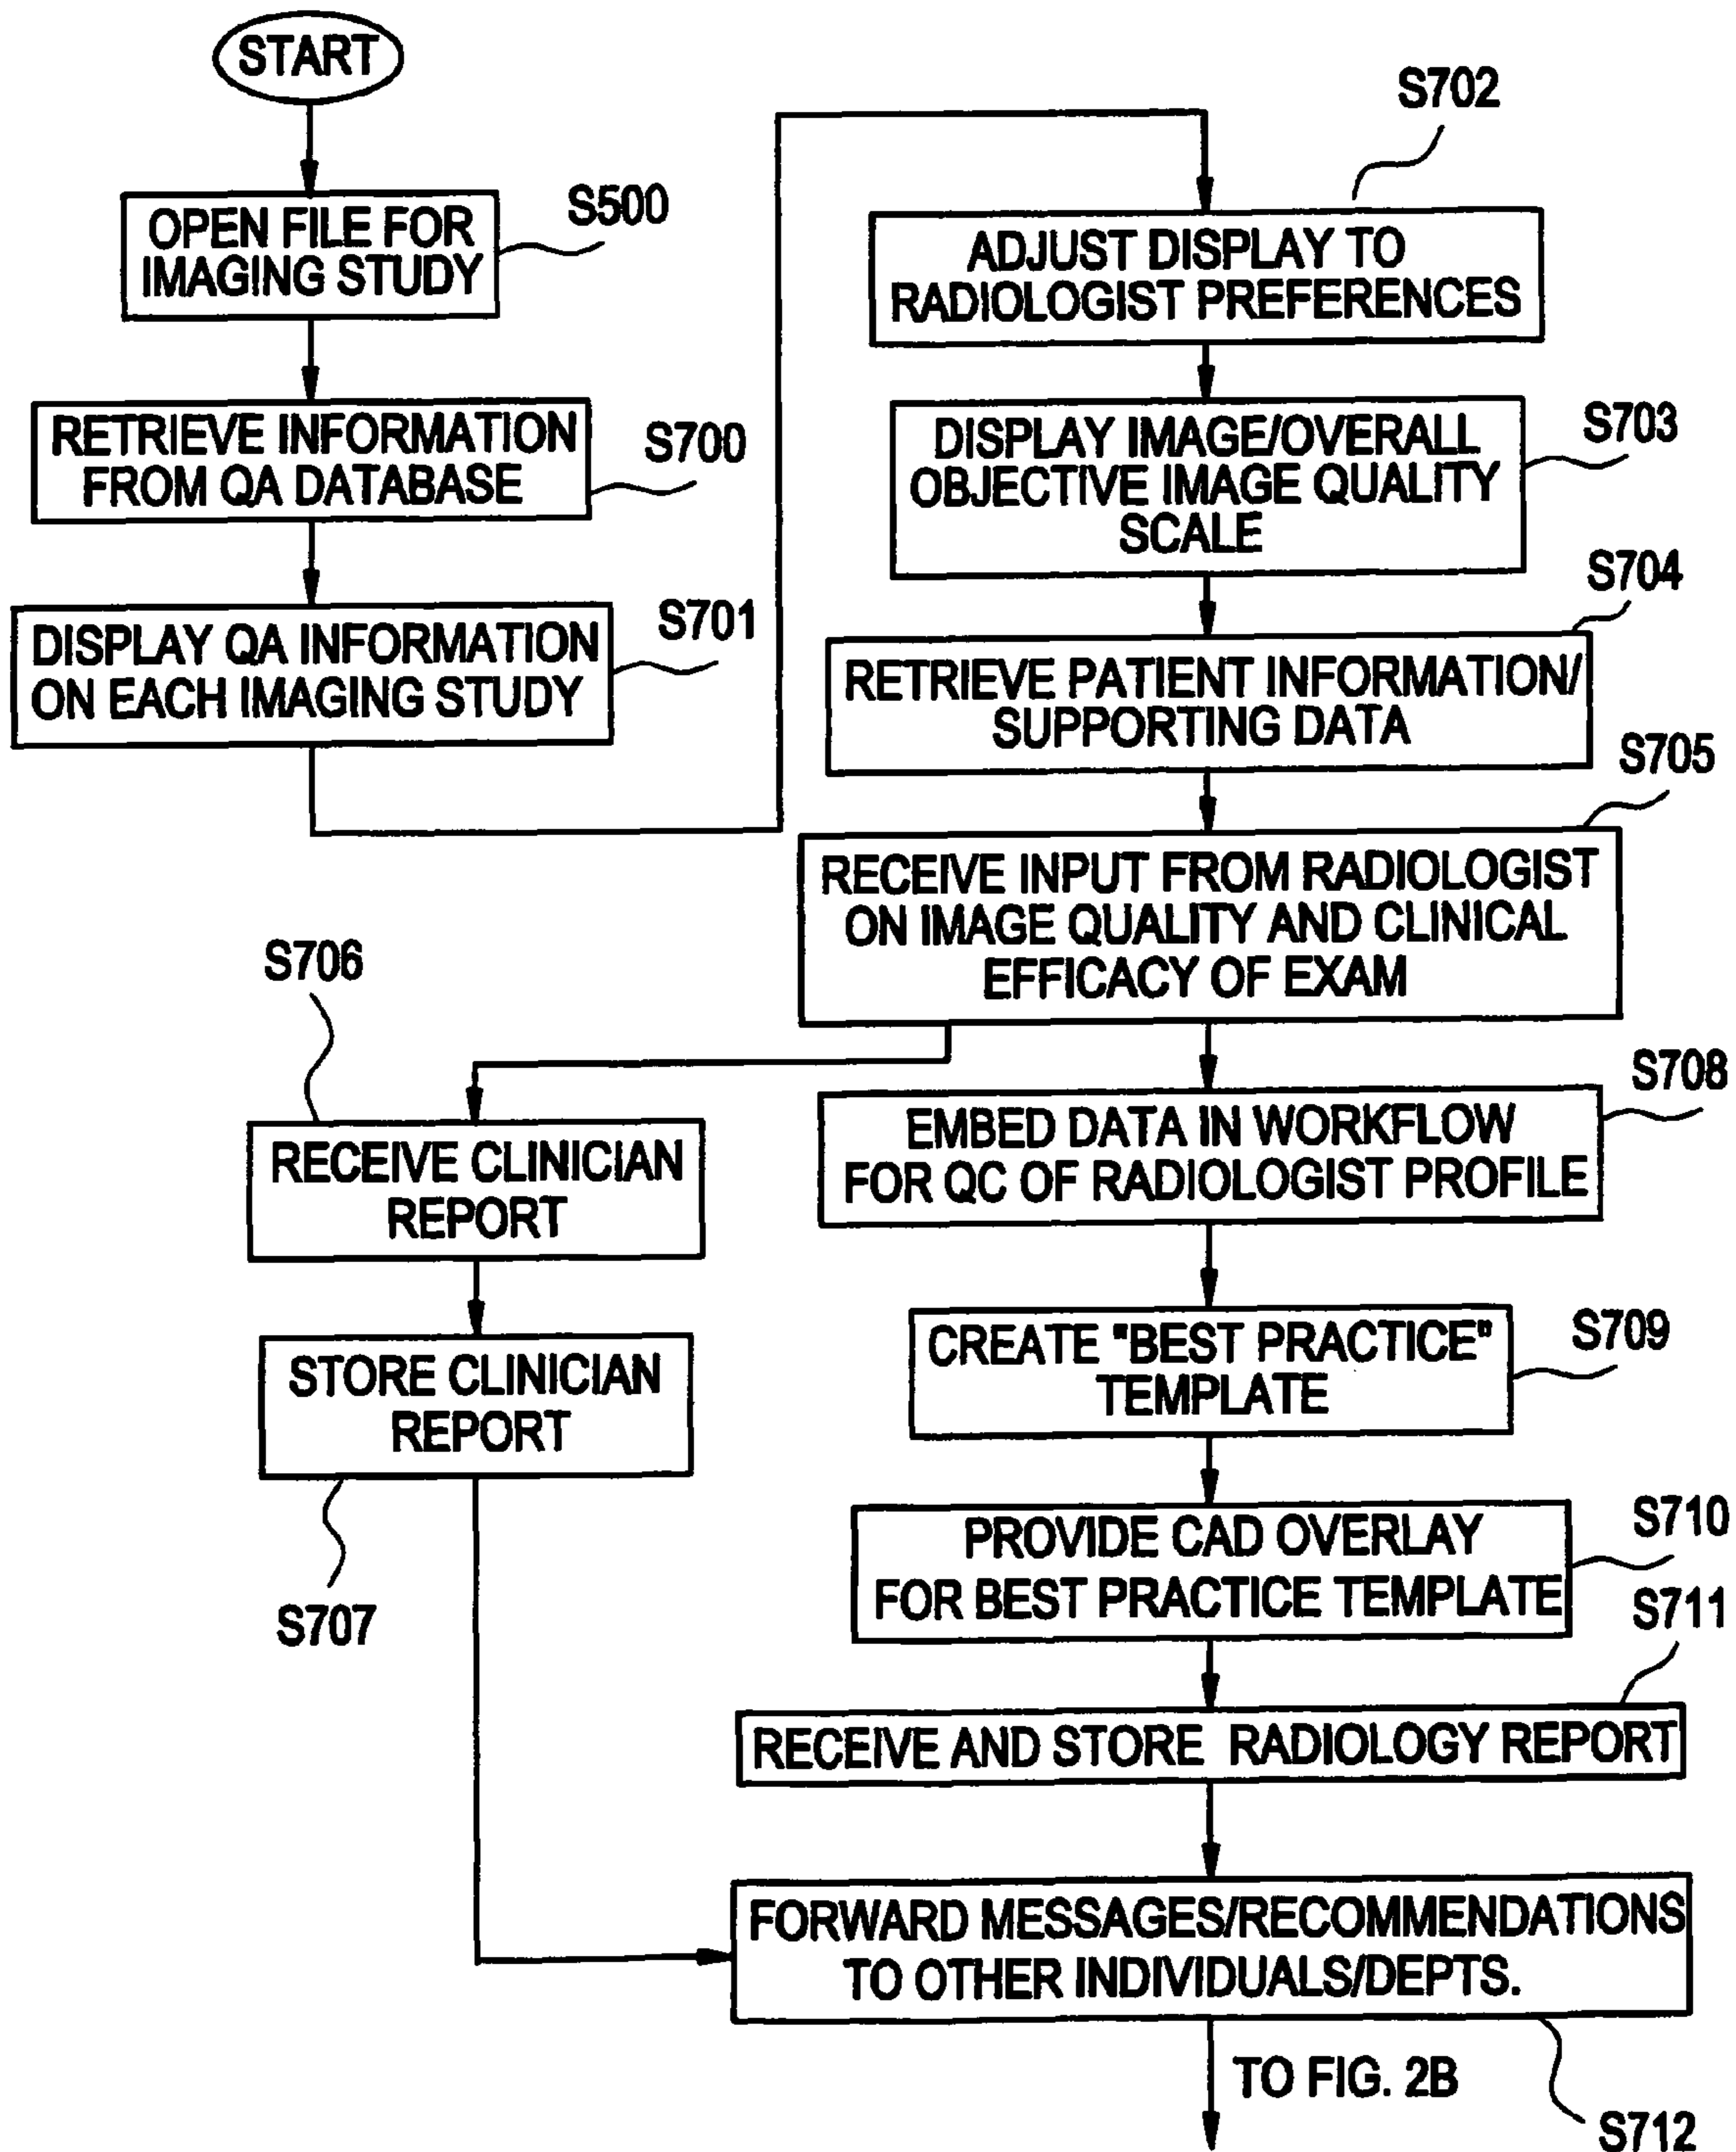 START
OPEN FILE FOR
IMAGING STUDY
S500
RETRIEVE INFORMATION
FROM QA DATABASE
S700
DISPLAY QA INFORMATION
ON EACH IMAGING STUDY
S701
S702
ADJUST DISPLAY TO
RADIOLOGIST PREFERENCES
DISPLAY IMAGE/OVERALL
OBJECTIVE IMAGE QUALITY
SCALE
S703
S704
RETRIEVE PATIENT INFORMATION/
SUPPORTING DATA
S705
RECEIVE INPUT FROM RADIOLOGIST
ON IMAGE QUALITY AND CLINICAL
EFFICACY OF EXAM
S706
RECEIVE CLINICIAN
REPORT
STORE CLINICIAN
REPORT
S707
S708
EMBED DATA IN WORKFLOW
FOR QC OF RADIOLOGIST PROFILE
CREATE "BEST PRACTICE"
TEMPLATE
S709
PROVIDE CAD OVERLAY
FOR BEST PRACTICE TEMPLATE
S710
S711
RECEIVE AND STORE RADIOLOGY REPORT
FORWARD MESSAGES/RECOMMENDATIONS
TO OTHER INDIVIDUALS/DEPTS.
TO FIG. 2B
S712